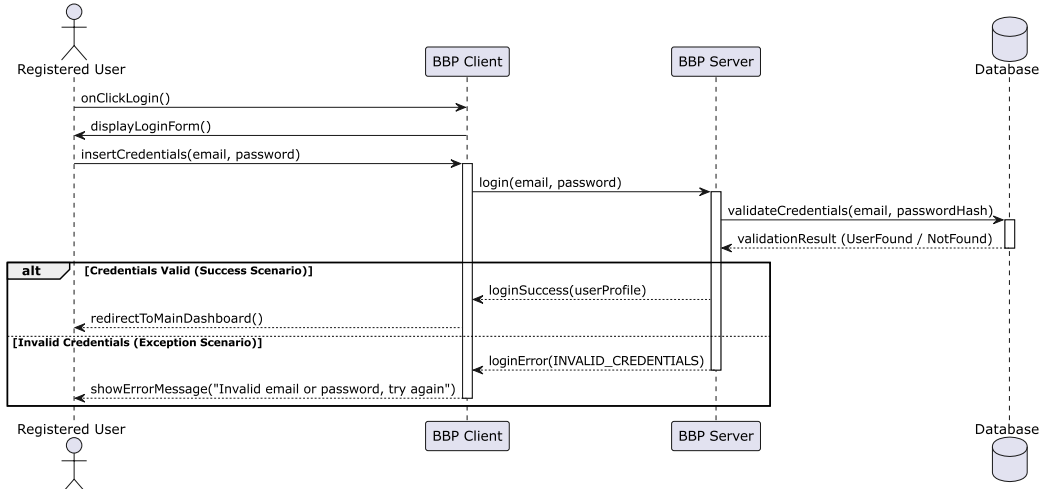 Registered User
BBP Client
BBP Server
Database
onClickLogin()
displayLoginForm()
insertCredentials(email, password)
login(email, password)
validateCredentials(email, passwordHash)
validationResult (UserFound / NotFound)
alt [Credentials Valid (Success Scenario)]
loginSuccess(userProfile)
redirectToMainDashboard()
[Invalid Credentials (Exception Scenario)]
loginError(INVALID_CREDENTIALS)
showErrorMessage("Invalid email or password, try again")
Registered User
BBP Client
BBP Server
Database